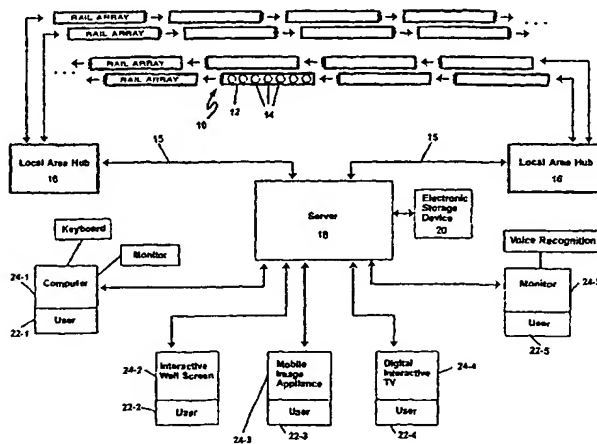 RAIL ARRAY
RAIL ARRAY
RAIL ARRAY
RAIL ARRAY
10
12
14
15
15
Local Area Hub
16
Local Area Hub
16
Server
18
Electronic
Storage
Device
20
Keyboard
Monitor
Voice Recognition
24-1
Computer
User
22-1
Monitor
User
22-5
24-2
Interactive
Wall Screen
User
22-2
Mobile
Image
Appliance
User
24-3
22-3
Digital
Interactive
TV
User
24-4
22-4